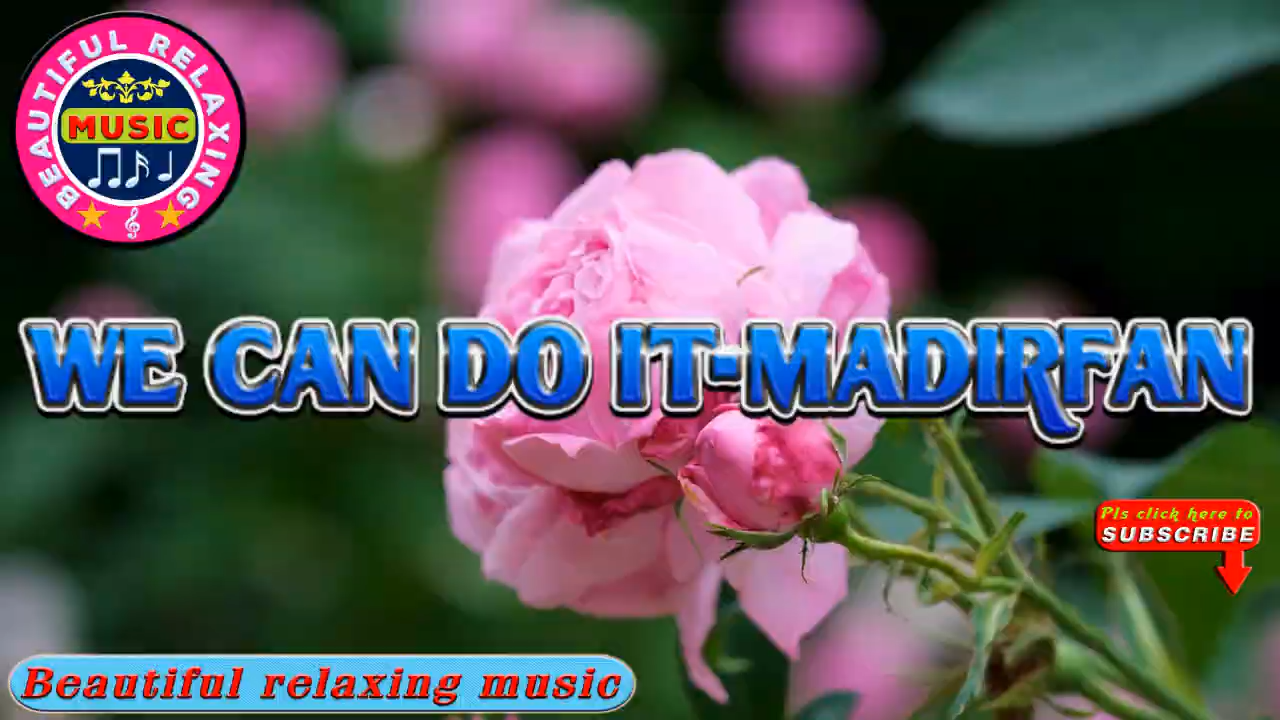 BEAUTIFUL RELAXING
MUSIC
WE CAN DO IT-MADIRFAN
Pls click here to
SUBSCRIBE
Beautiful relaxing music